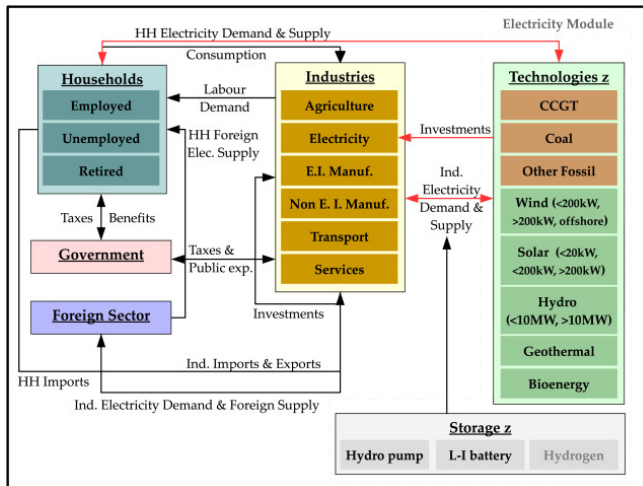 HH Electricity Demand & Supply
Electricity Module
Consumption
Households
Employed
Unemployed
Retired
Labour
Demand
HH Foreign
Elec. Supply
Industries
Agriculture
Electricity
E.I. Manuf.
Non E. I. Manuf.
Transport
Services
Investments
Ind.
Electricity
Demand &
Supply
Technologies z
CCGT
Coal
Other Fossil
Wind (<200kW,
>200kW, offshore)
Solar (<20kW,
<200kW, >200kW)
Hydro
(<10MW, >10MW)
Geothermal
Bioenergy
Taxes
Benefits
Government
Taxes &
Public exp.
Foreign Sector
Investments
Ind. Imports & Exports
HH Imports
Ind. Electricity Demand & Foreign Supply
Storage z
Hydro pump
L-I battery
Hydrogen